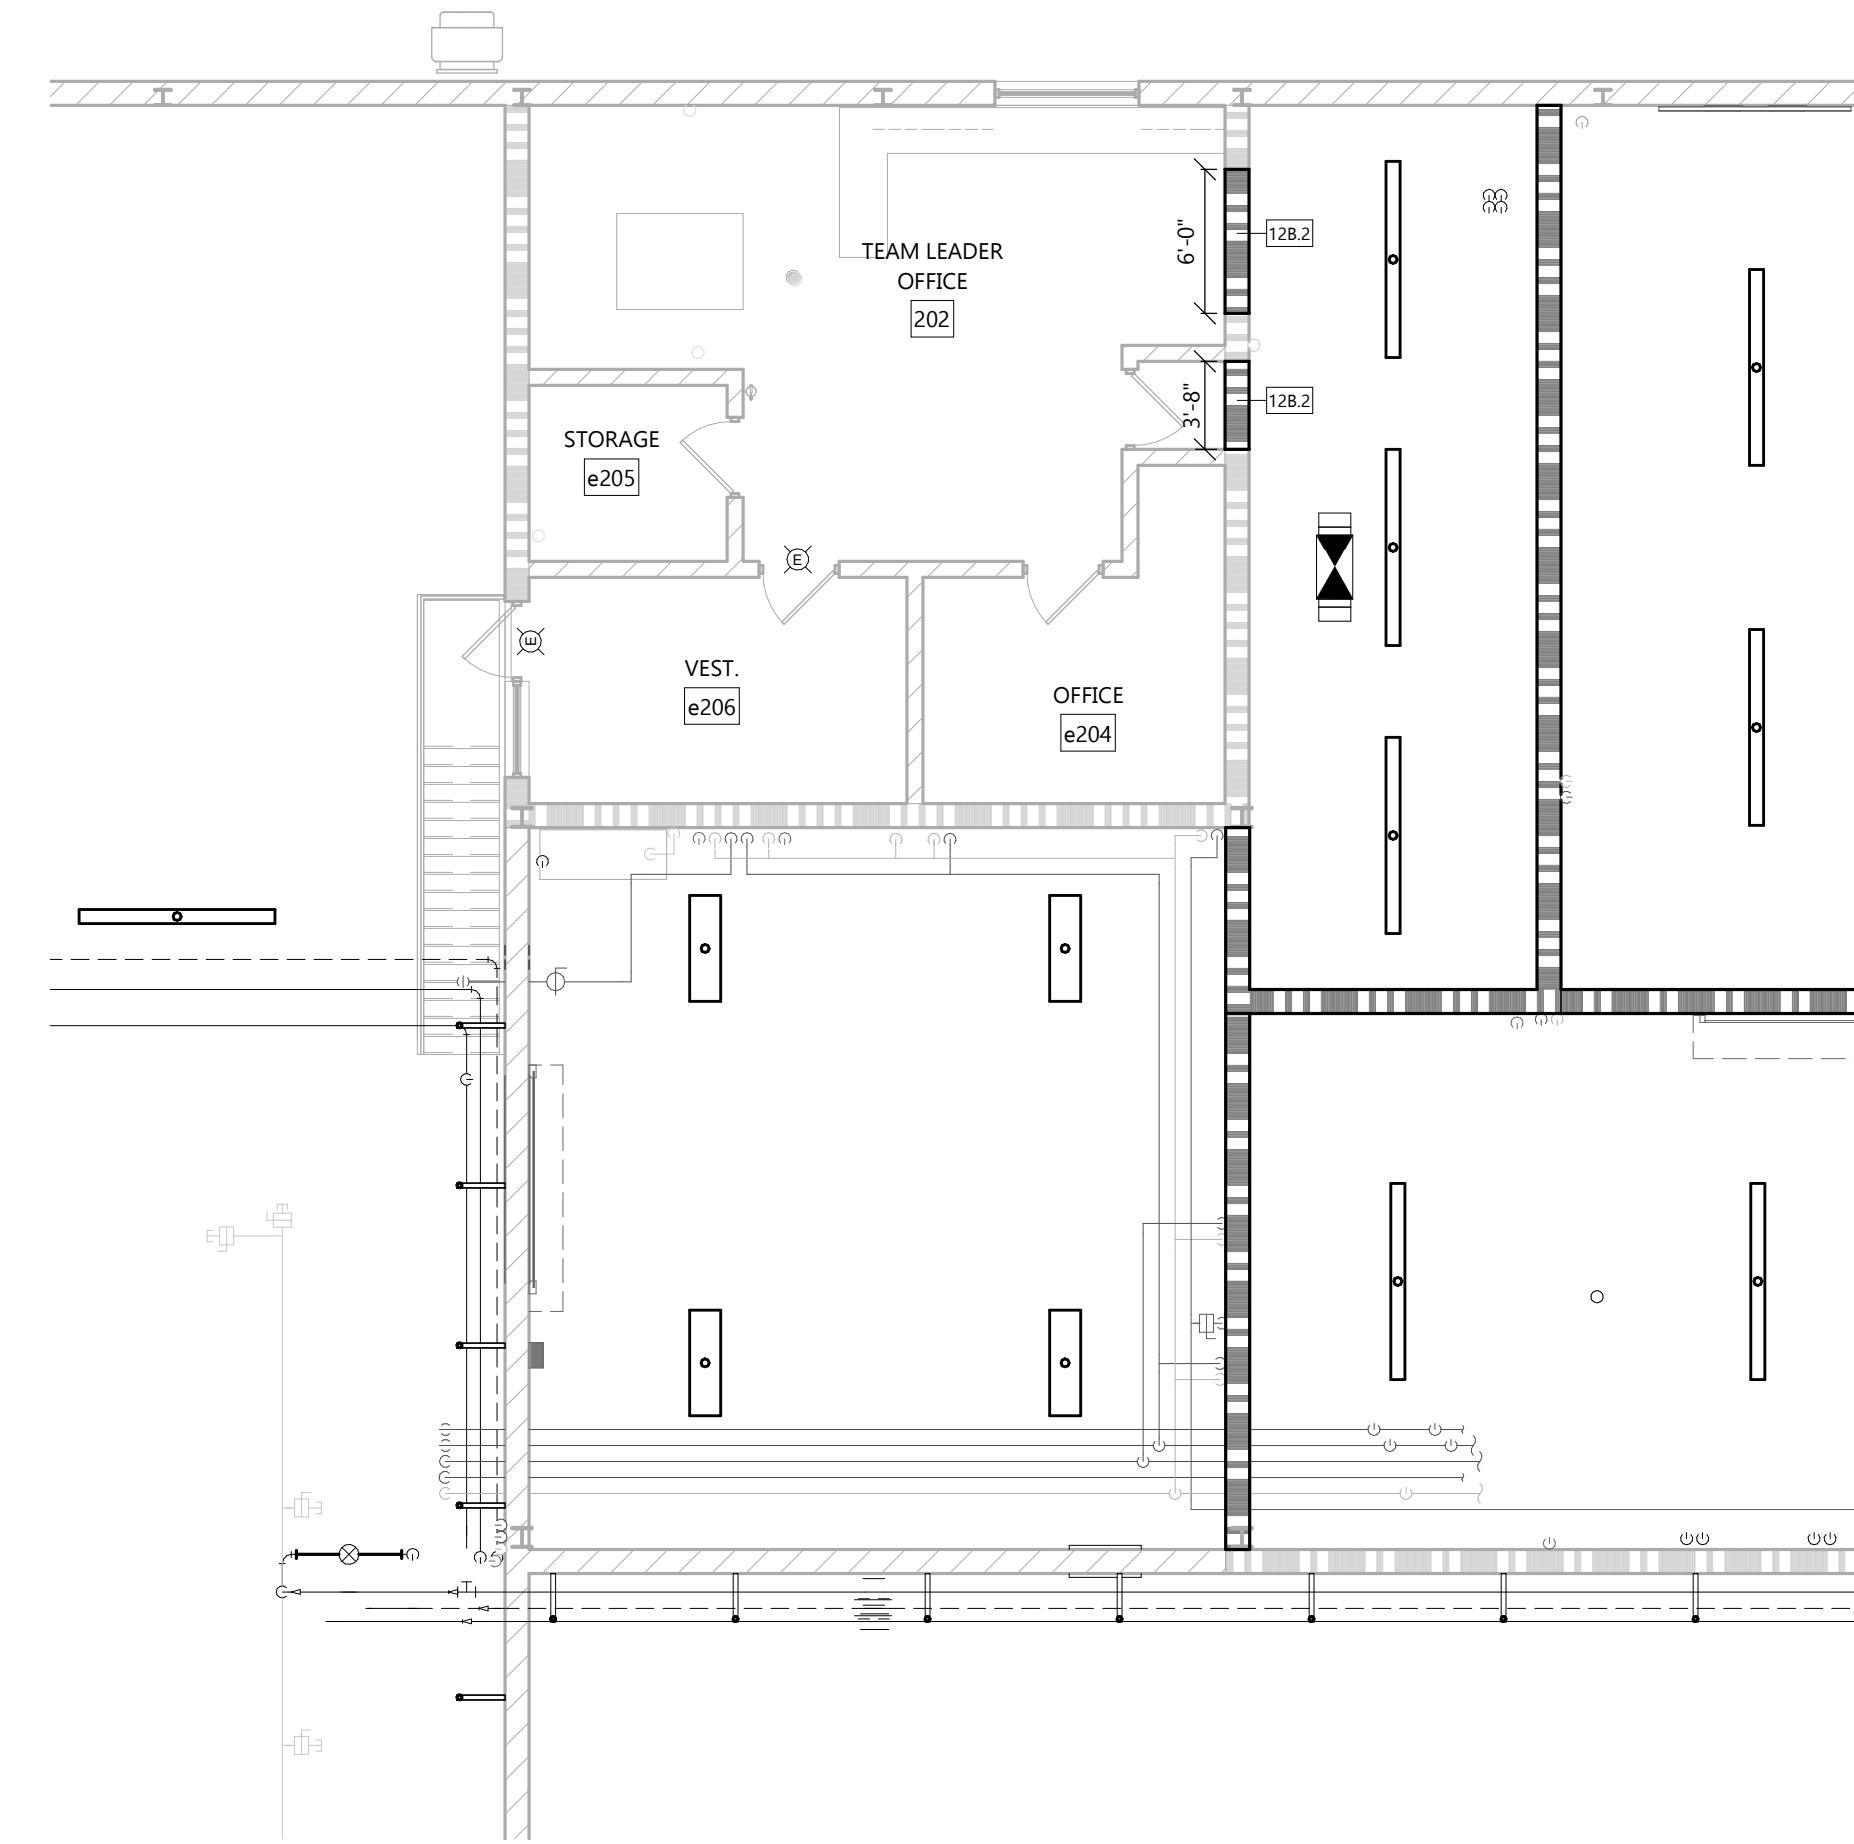 TEAM LEADER
OFFICE
202
6'-0"
12B.2
3'-8"
12B.2
STORAGE
e205
E
E
VEST.
e206
OFFICE
e204